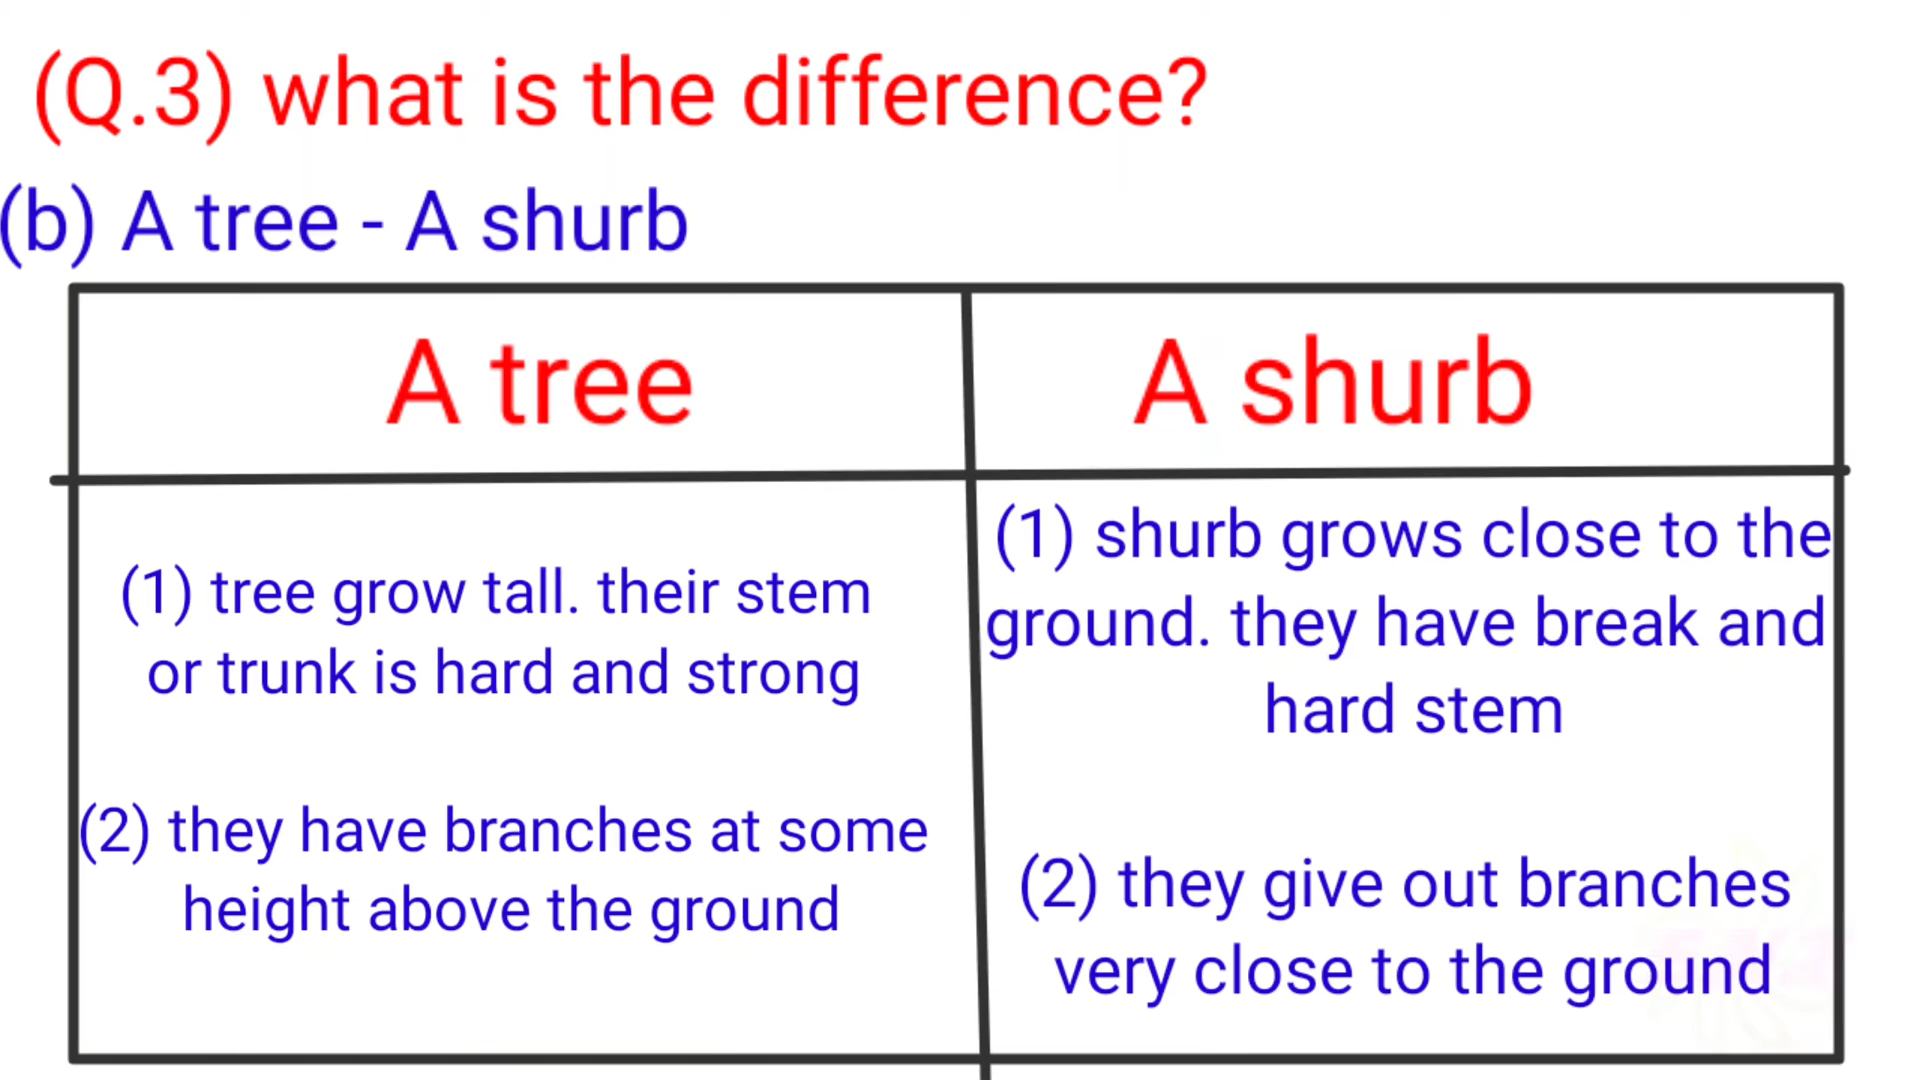 (Q.3) what is the difference?
(b) A tree - A shurb
A tree
A shurb
(1) tree grow tall. their stem
or trunk is hard and strong
(2) they have branches at some
height above the ground
(1) shurb grows close to the
ground. they have break and
hard stem
(2) they give out branches
very close to the ground